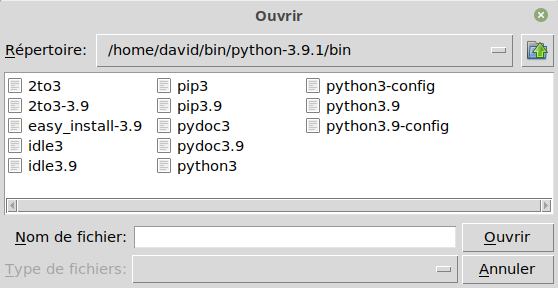 Ouvrir
Répertoire: /home/david/bin/python-3.9.1/bin
2to3 pip3 python3-config
2to3-3.9 pip3.9 python3.9
easy_install-3.9 pydoc3 python3.9-config
idle3 pydoc3.9
idle3.9 python3
Nom de fichier: Ouvrir
Type de fichiers: Annuler